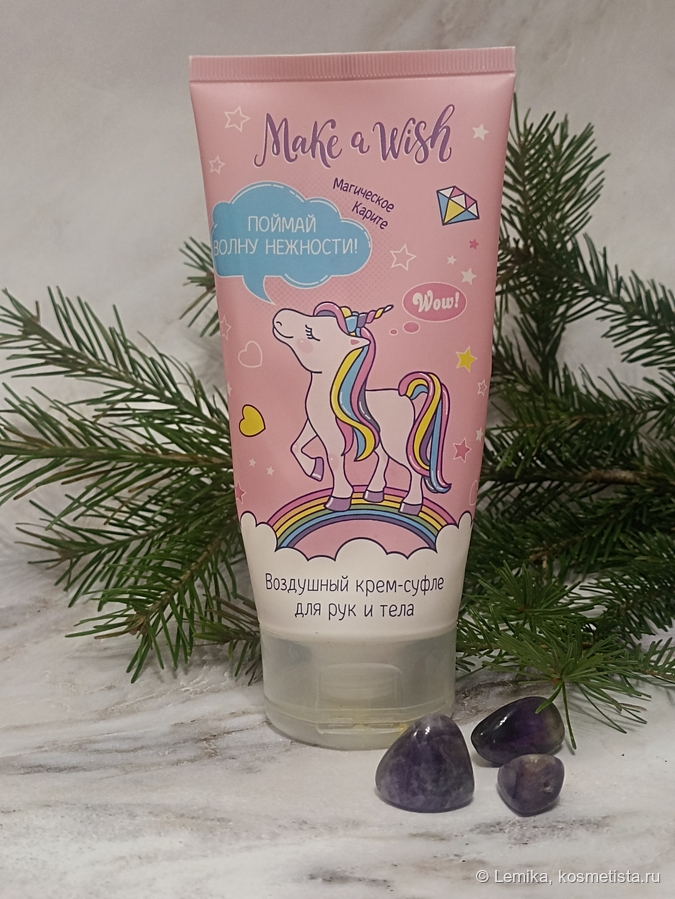 Make a Wish
Магическое
Карите
ПОЙМАЙ
ВОЛНУ НЕЖНОСТИ!
Wow!
Воздушный крем-суфле
для рук и тела
© Lemika, kosmetista.ru